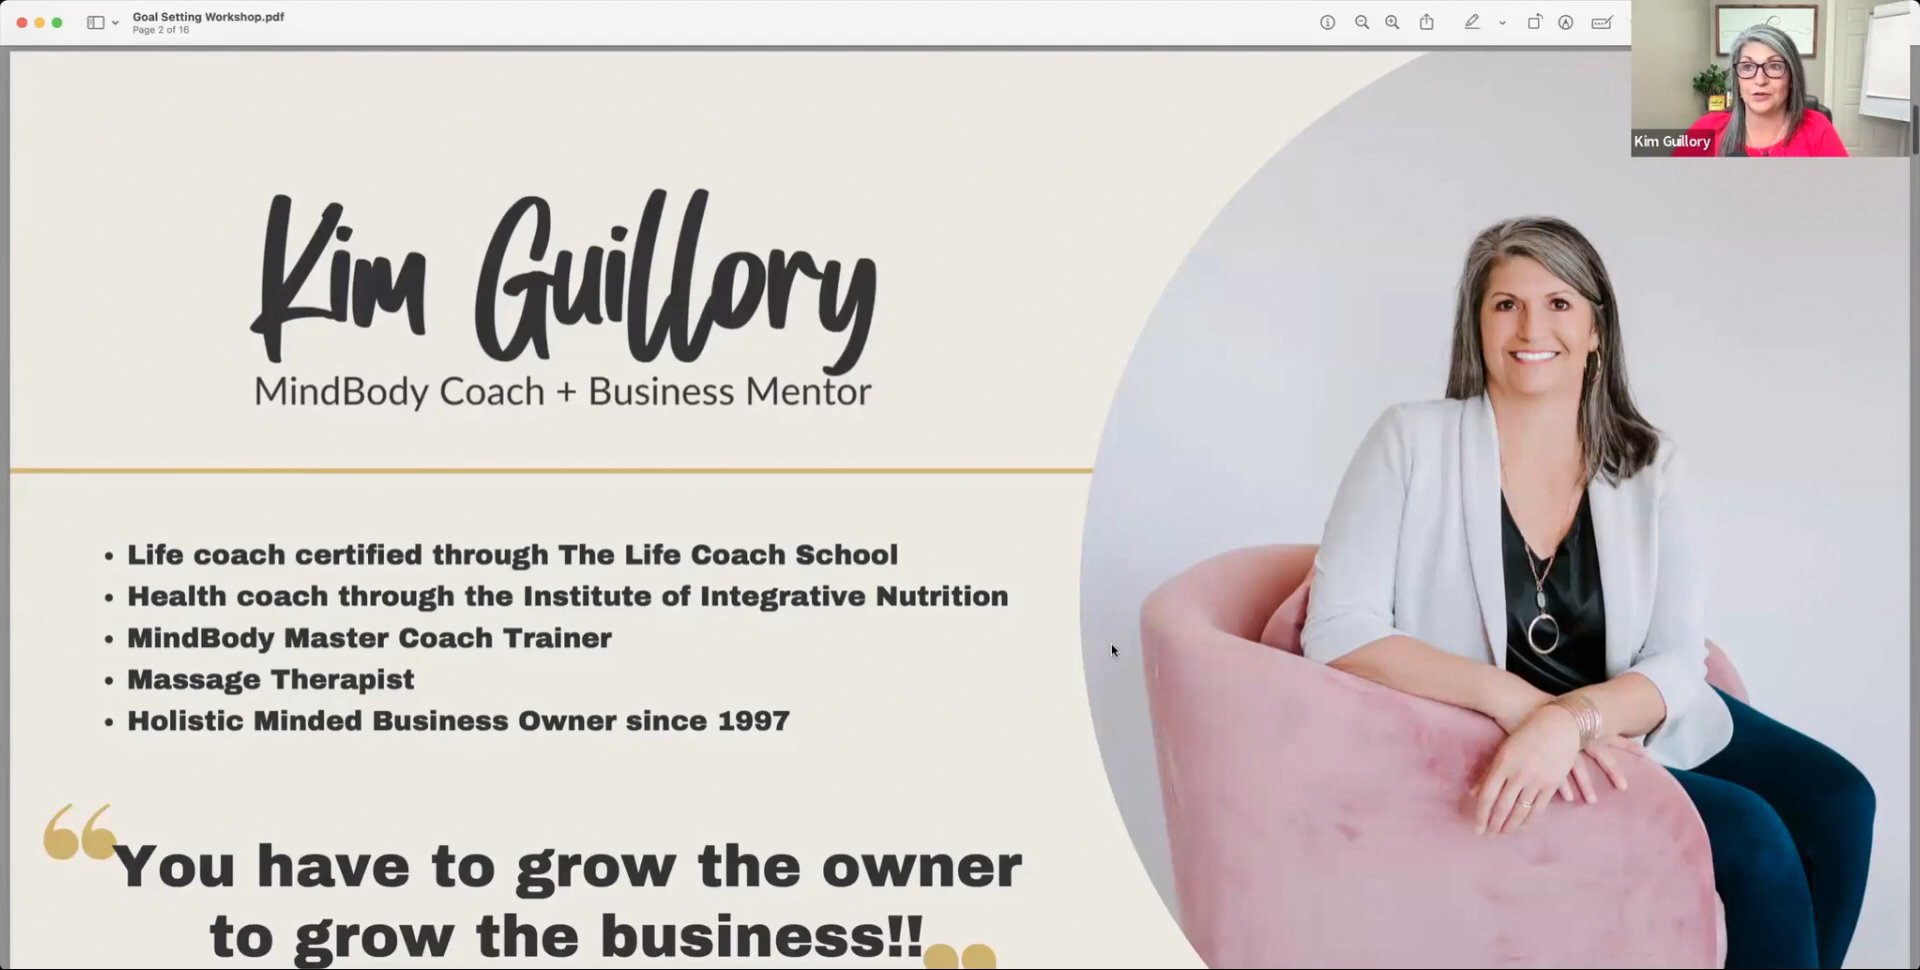 Goal Setting Workshop.pdf
Page 2 of 16
Kim Guillory
Kim Guillory
MindBody Coach + Business Mentor
• Life coach certified through The Life Coach School
• Health coach through the Institute of Integrative Nutrition
• MindBody Master Coach Trainer
• Massage Therapist
• Holistic Minded Business Owner since 1997
“You have to grow the owner
to grow the business!!”